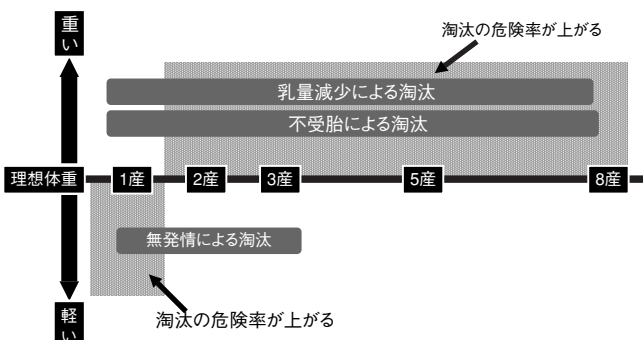 重い
淘汰の危険率が上がる
乳量減少による淘汰
不受胎による淘汰
理想体重 1産 2産 3産 5産 8産
無発情による淘汰
淘汰の危険率が上がる
軽い